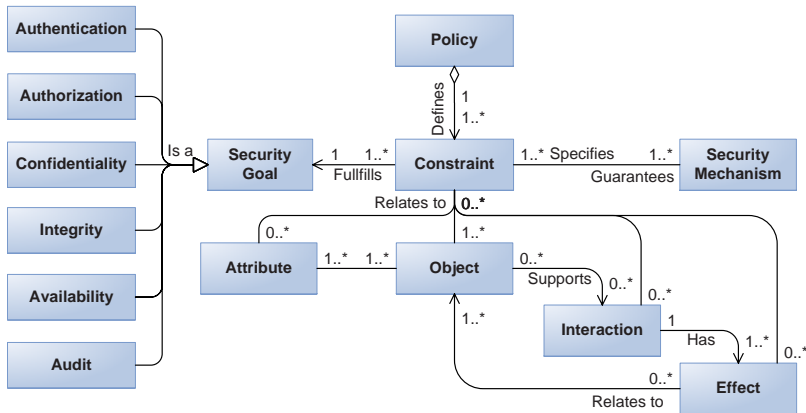 Authentication
Authorization
Confidentiality
Integrity
Availability
Audit
Is a
Security
Goal
Policy
Defines
1
1..*
Constraint
1
1..*
Fullfills
1..*
Specifies
1..*
Guarantees
Security
Mechanism
Relates to
0..*
0..*
1..*
Attribute
1..*
1..*
Object
0..*
Supports
0..*
0..*
Interaction
1
Has
1..*
0..*
1..*
0..*
Relates to
Effect